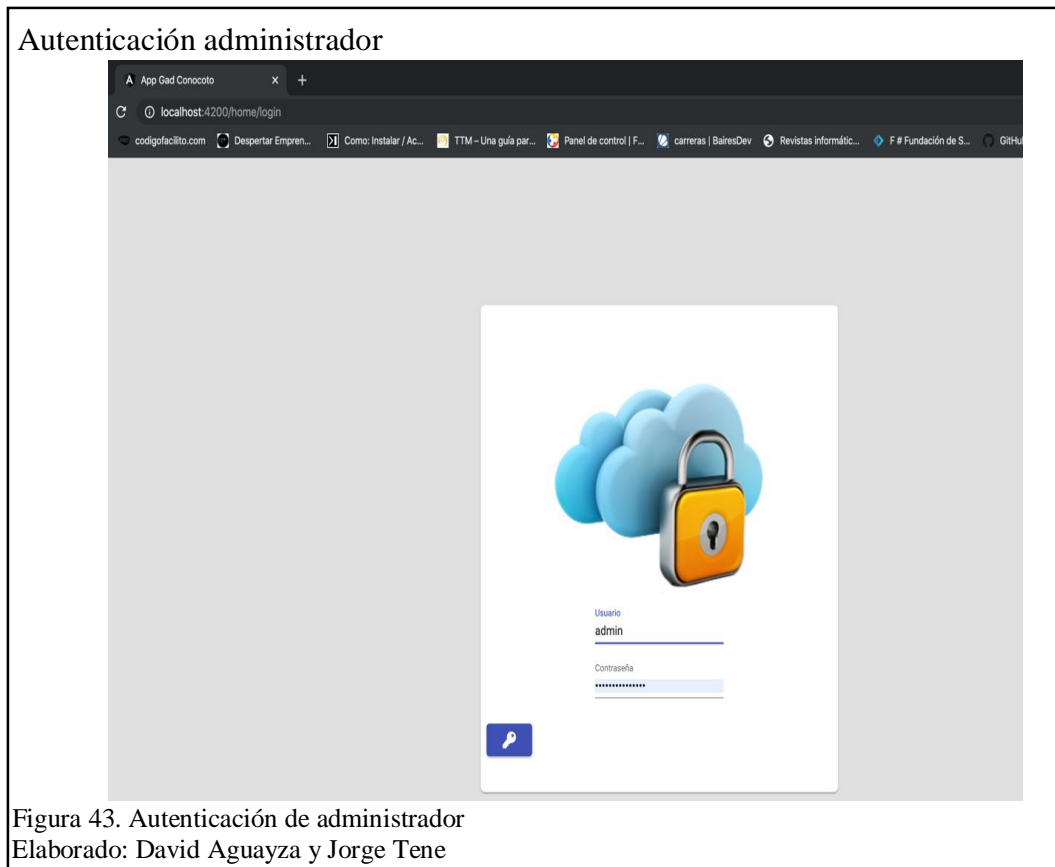 Autenticación administrador
App Gad Conocoto
localhost:4200/home/login
codigofacilito.com Despertar Empren... Como: Instalar / Ac... TTM – Una guía par... Panel de control | F... carreras | BairesDev Revistas informátic... F # Fundación de S... GitHu
Usuario
admin
Contraseña
••••••••••••••
Figura 43. Autenticación de administrador
Elaborado: David Aguayza y Jorge Tene